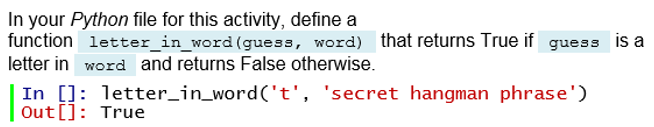 In your Python file for this activity, define a
function letter_in_word(guess, word) that returns True if guess is a
letter in word and returns False otherwise.
In []: letter_in_word('t', 'secret hangman phrase')
Out[]: True